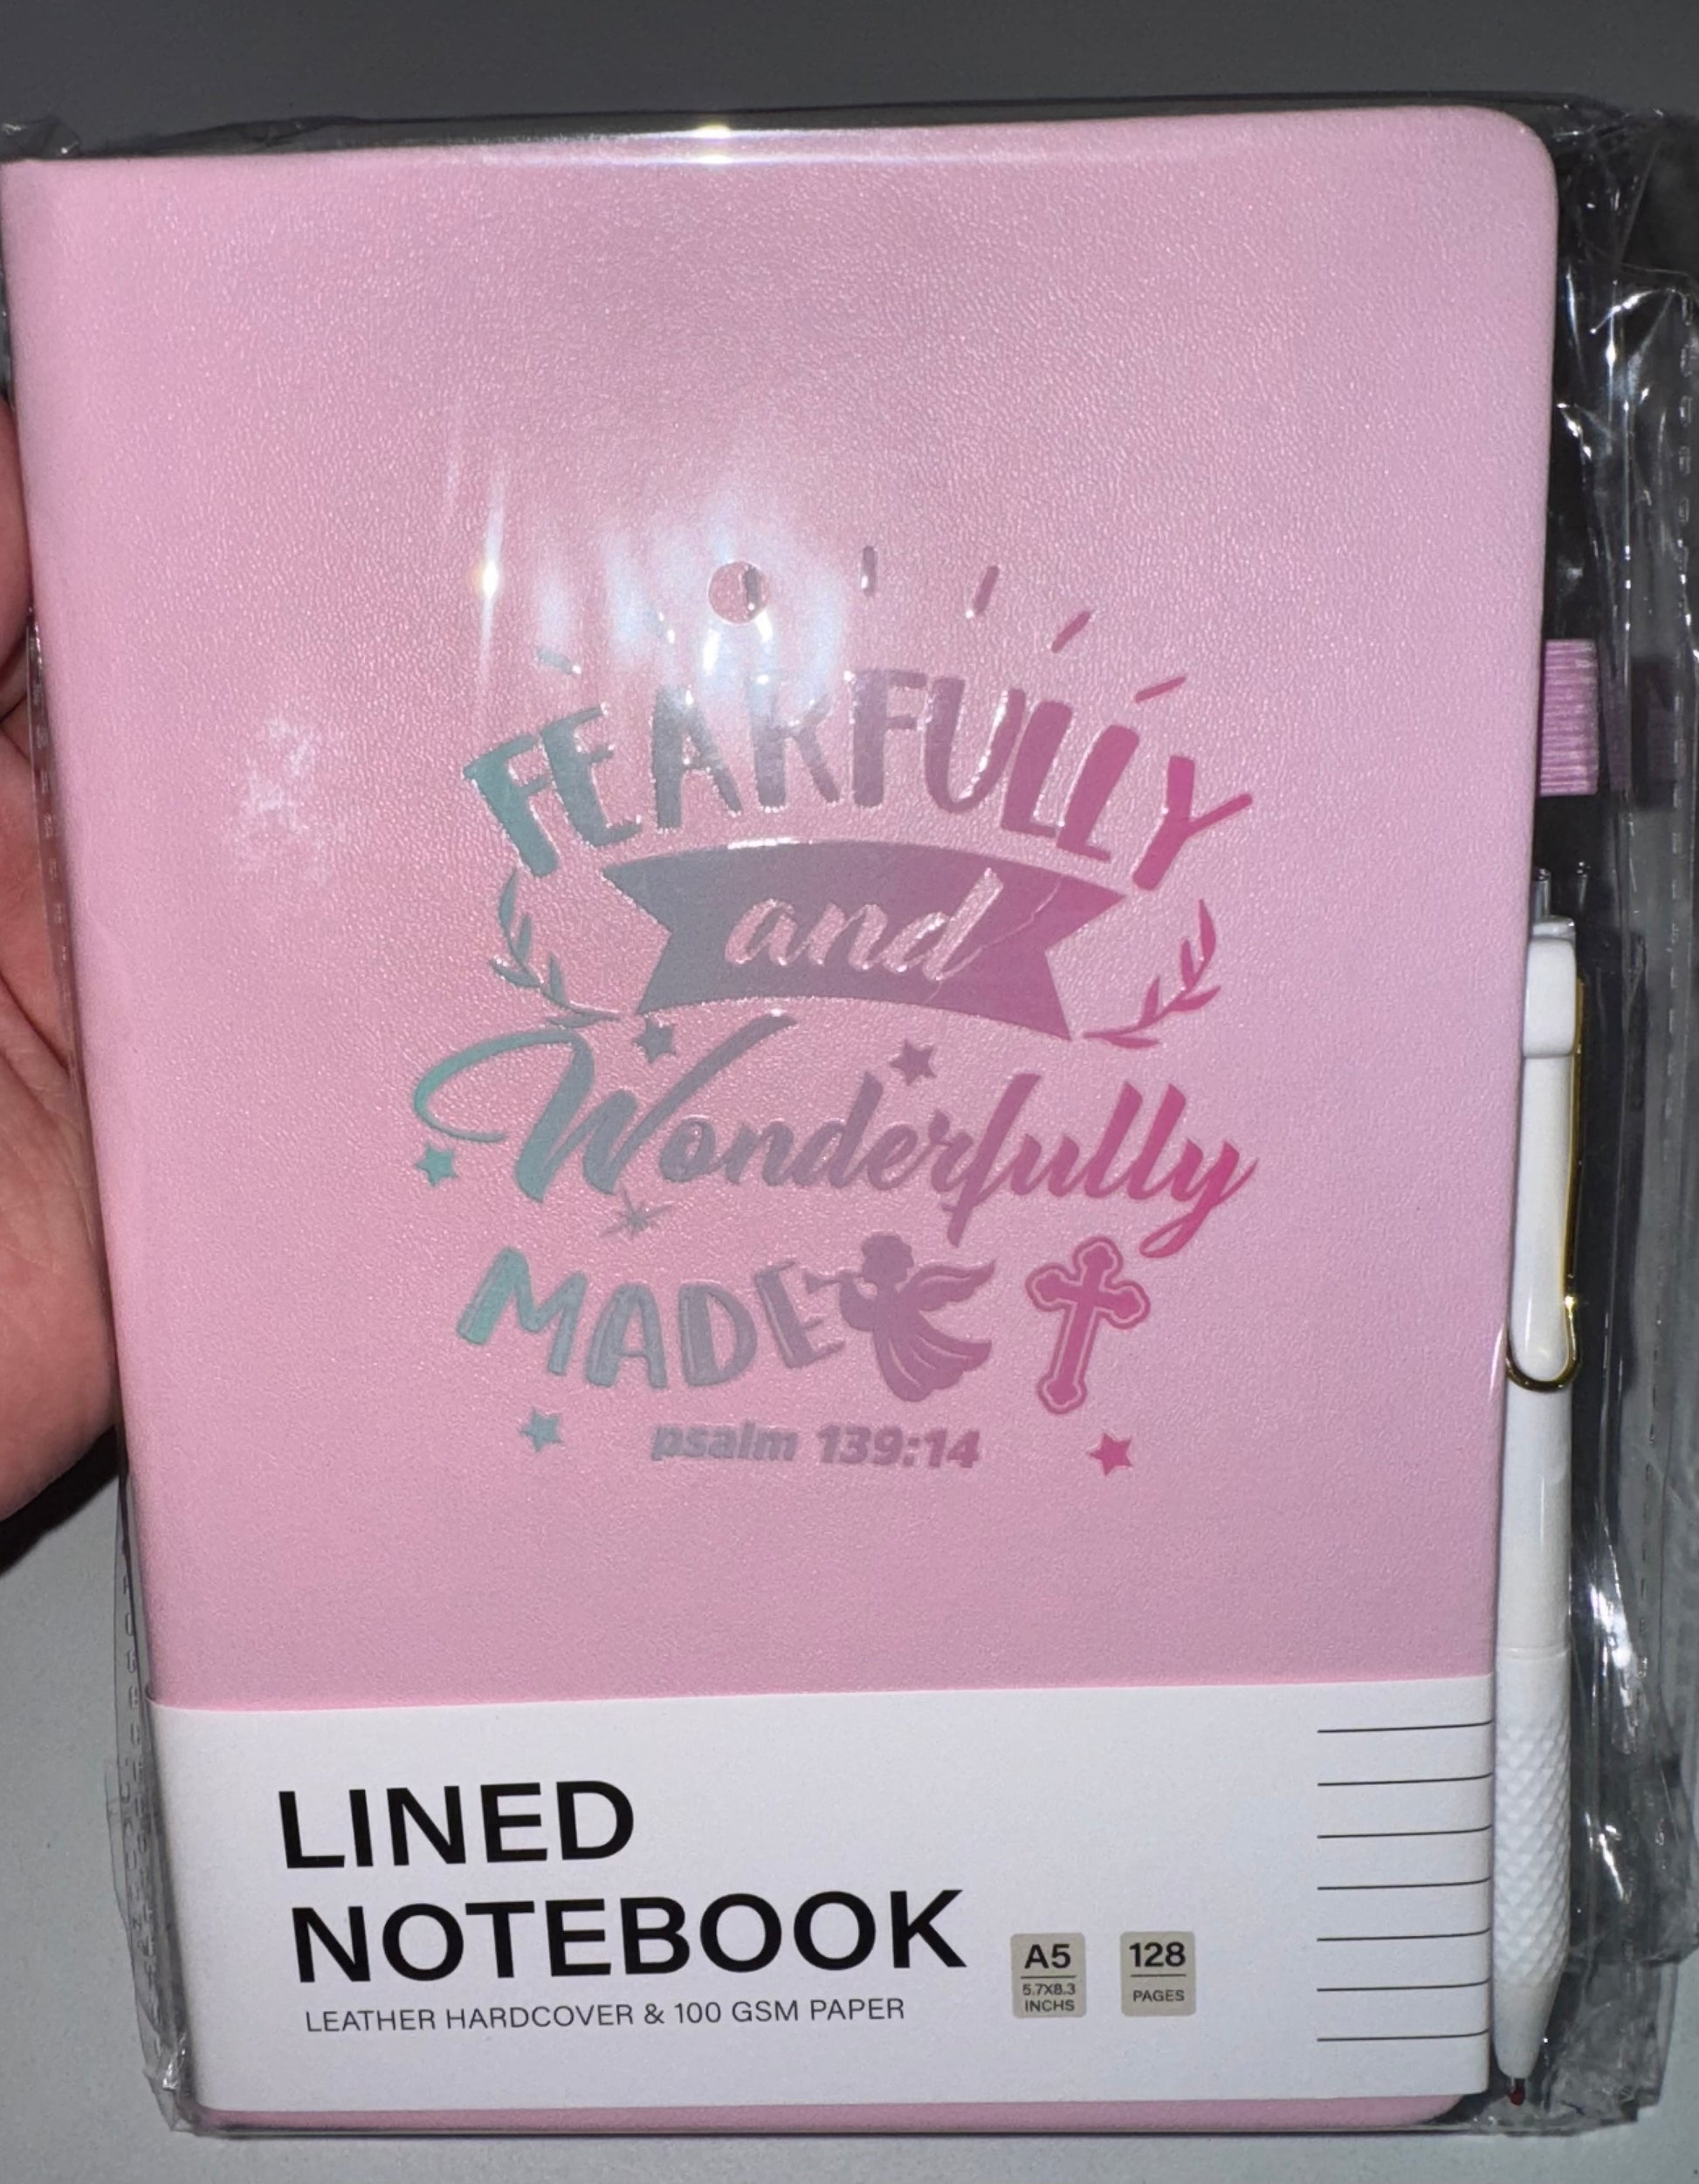 FEARFULLY
and
Wonderfully
MADE
psalm 139:14
LINED
NOTEBOOK
LEATHER HARDCOVER & 100 GSM PAPER
A5
5.7X8.3
INCHS
128
PAGES